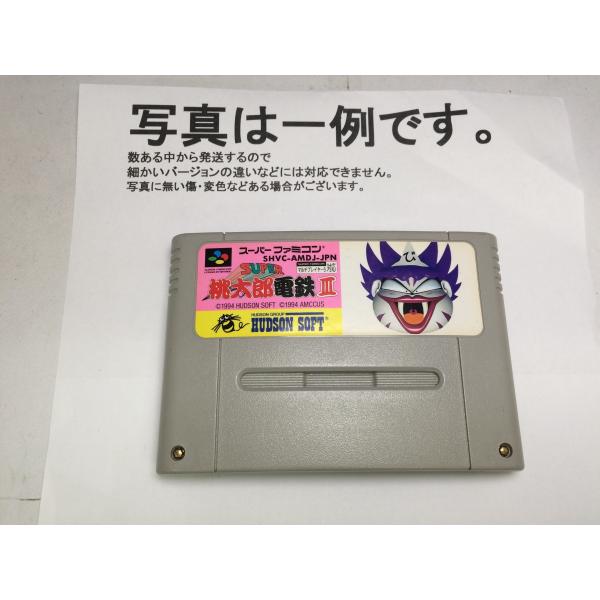 写真は一例です。
数ある中から発送するので
細かいバージョンの違いなどには対応できません。
写真に無い傷・変色などある場合がございます。
スーパーファミコン
SHVC-AMDJ-JPN
SUPER
桃太郎電鉄III
©1994 HUDSON SOFT ©1994 AMCCUS
HUDSON GROUP
HUDSON SOFT
び